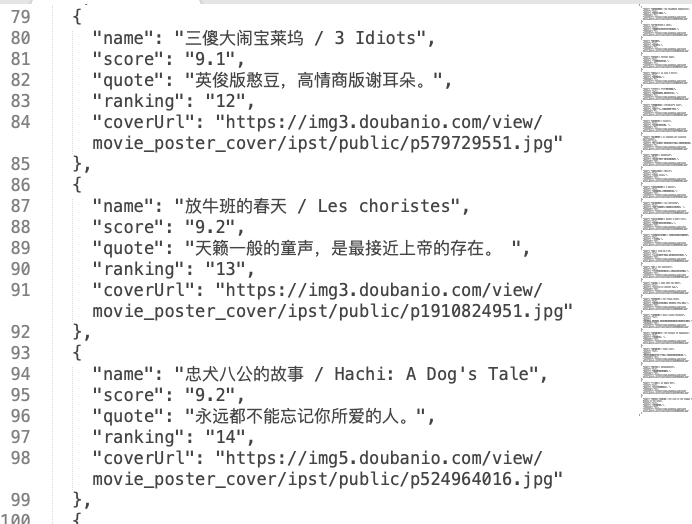 79 {
80 "name": "三傻大闹宝莱坞 / 3 Idiots",
81 "score": "9.1",
82 "quote": "英俊版憨豆，高情商版谢耳朵。",
83 "ranking": "12",
84 "coverUrl": "https://img3.doubanio.com/view/
movie_poster_cover/ipst/public/p579729551.jpg"
85 },
86 {
87 "name": "放牛班的春天 / Les choristes",
88 "score": "9.2",
89 "quote": "天籁一般的童声，是最接近上帝的存在。 ",
90 "ranking": "13",
91 "coverUrl": "https://img3.doubanio.com/view/
movie_poster_cover/ipst/public/p1910824951.jpg"
92 },
93 {
94 "name": "忠犬八公的故事 / Hachi: A Dog's Tale",
95 "score": "9.2",
96 "quote": "永远都不能忘记你所爱的人。",
97 "ranking": "14",
98 "coverUrl": "https://img5.doubanio.com/view/
movie_poster_cover/ipst/public/p524964016.jpg"
99 },
100 {